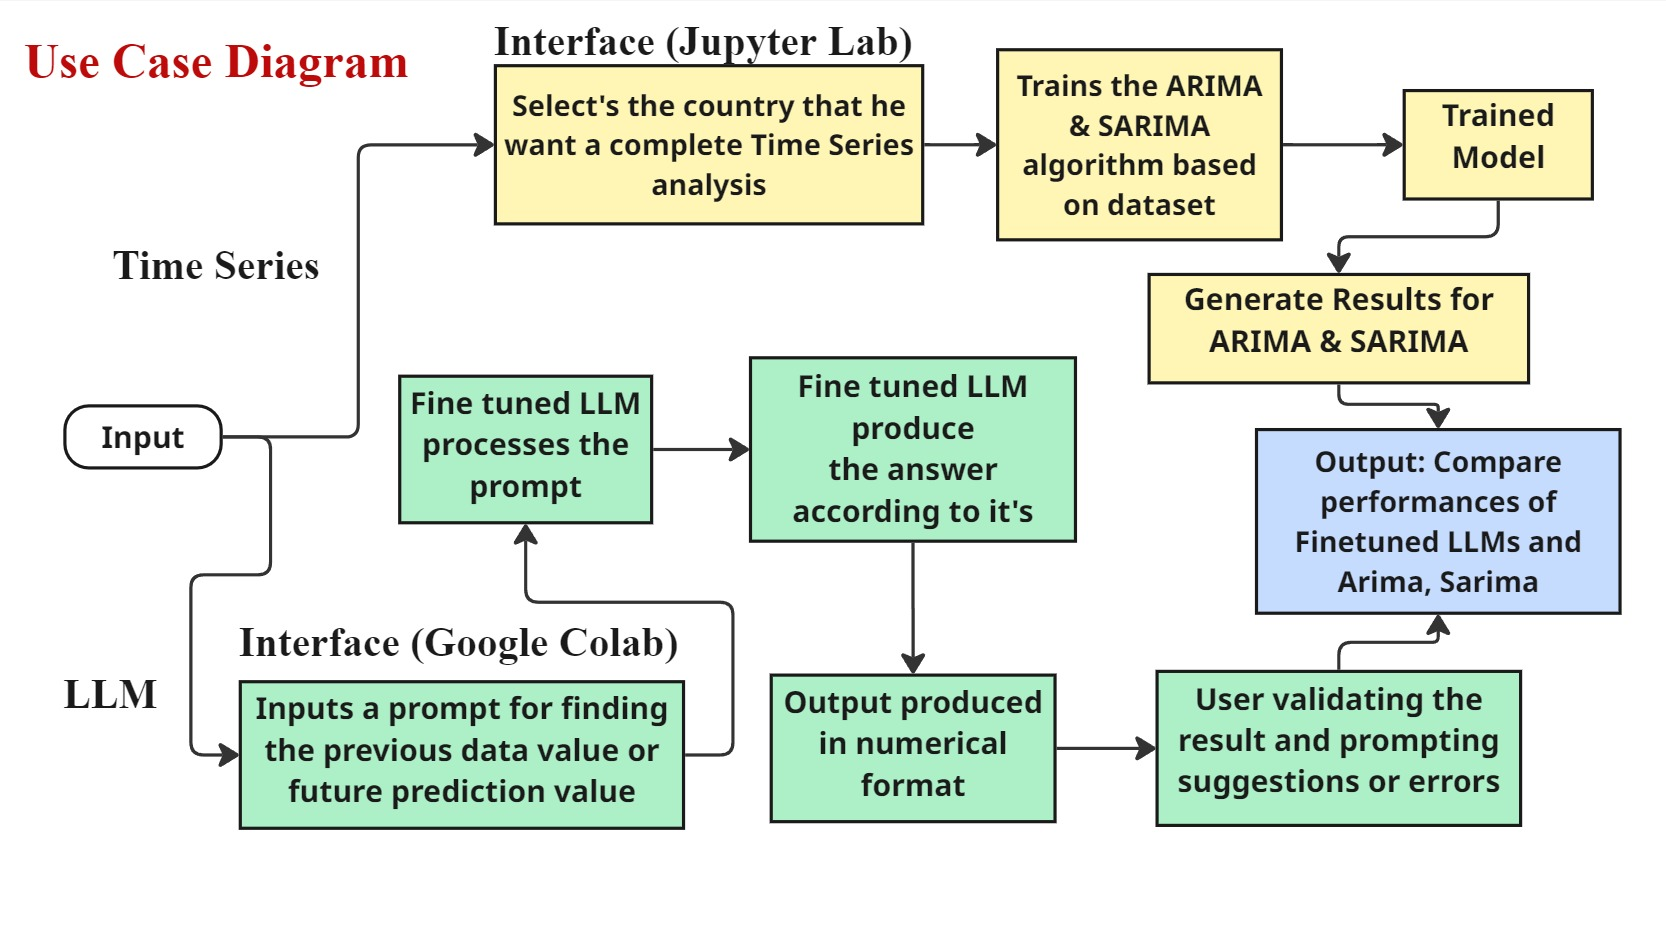 Use Case Diagram
Interface (Jupyter Lab)
Select's the country that he
want a complete Time Series
analysis
Trains the ARIMA
& SARIMA
algorithm based
on dataset
Trained
Model
Time Series
Generate Results for
ARIMA & SARIMA
Input
Fine tuned LLM
processes the
prompt
Fine tuned LLM
produce
the answer
according to it's
Output: Compare
performances of
Finetuned LLMs and
Arima, Sarima
Interface (Google Colab)
LLM
Inputs a prompt for finding
the previous data value or
future prediction value
Output produced
in numerical
format
User validating the
result and prompting
suggestions or errors